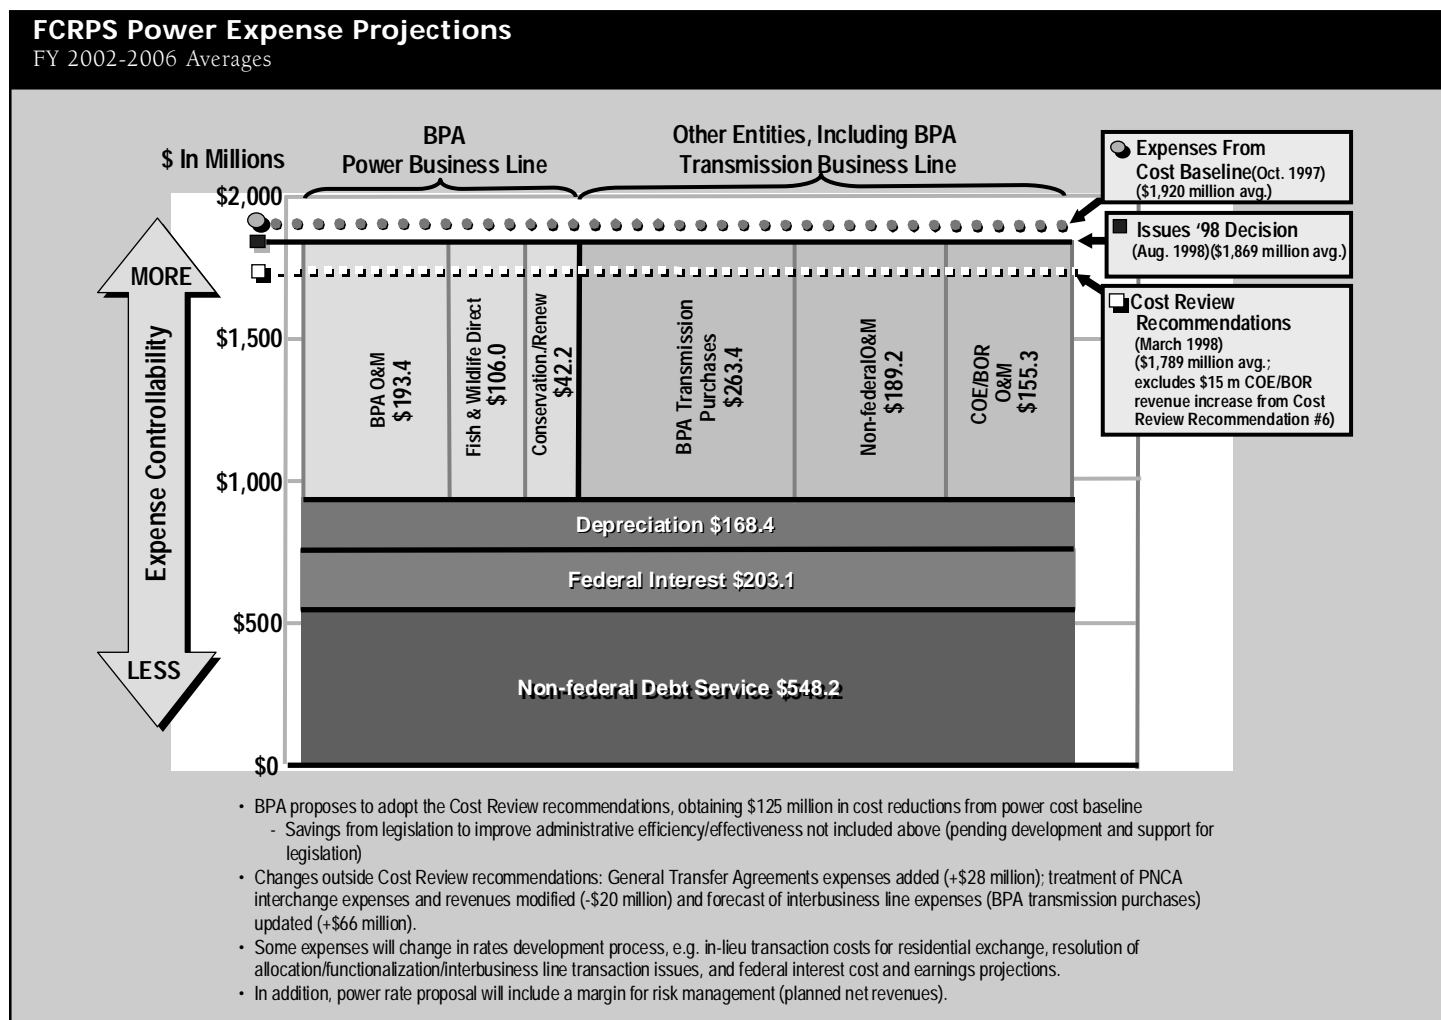 FCRPS Power Expense Projections
FY 2002-2006 Averages
$ In Millions
BPA
Power Business Line
Other Entities, Including BPA
Transmission Business Line
Expenses From
Cost Baseline(Oct. 1997)
($1,920 million avg.)
Issues ‘98 Decision
(Aug. 1998)($1,869 million avg.)
Cost Review
Recommendations
(March 1998)
($1,789 million avg.;
excludes $15 m COE/BOR
revenue increase from Cost
Review Recommendation #6)
$2,000
$1,500
$1,000
$500
$0
MORE
Expense Controllability
LESS
BPA O&M
$193.4
Fish & Wildlife Direct
$106.0
Conservation./Renew
$42.2
BPA Transmission
Purchases
$263.4
Non-federalO&M
$189.2
COE/BOR
O&M
$155.3
Depreciation $168.4
Federal Interest $203.1
Non-federal Debt Service $548.2
• BPA proposes to adopt the Cost Review recommendations, obtaining $125 million in cost reductions from power cost baseline
- Savings from legislation to improve administrative efficiency/effectiveness not included above (pending development and support for
legislation)
• Changes outside Cost Review recommendations: General Transfer Agreements expenses added (+$28 million); treatment of PNCA
interchange expenses and revenues modified (-$20 million) and forecast of interbusiness line expenses (BPA transmission purchases)
updated (+$66 million).
• Some expenses will change in rates development process, e.g. in-lieu transaction costs for residential exchange, resolution of
allocation/functionalization/interbusiness line transaction issues, and federal interest cost and earnings projections.
• In addition, power rate proposal will include a margin for risk management (planned net revenues).